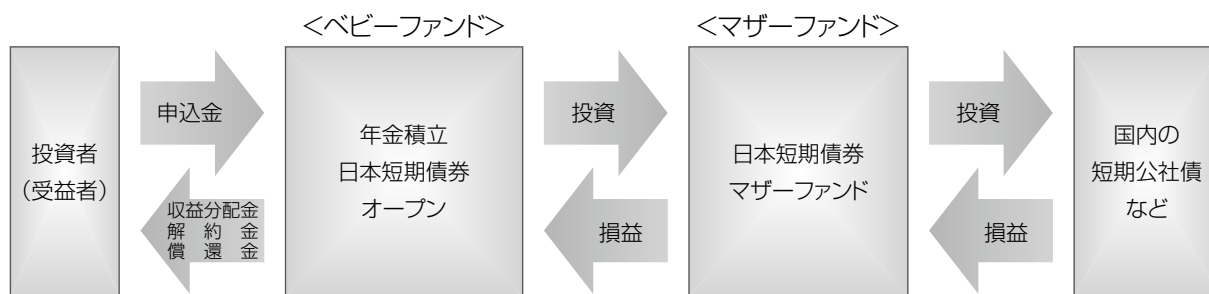 <ベビーファンド>
<マザーファンド>
投資者
(受益者)
申込金
収益分配金
解約金
償還金
年金積立
日本短期債券
オープン
投資
損益
日本短期債券
マザーファンド
投資
損益
国内の
短期公社債
など